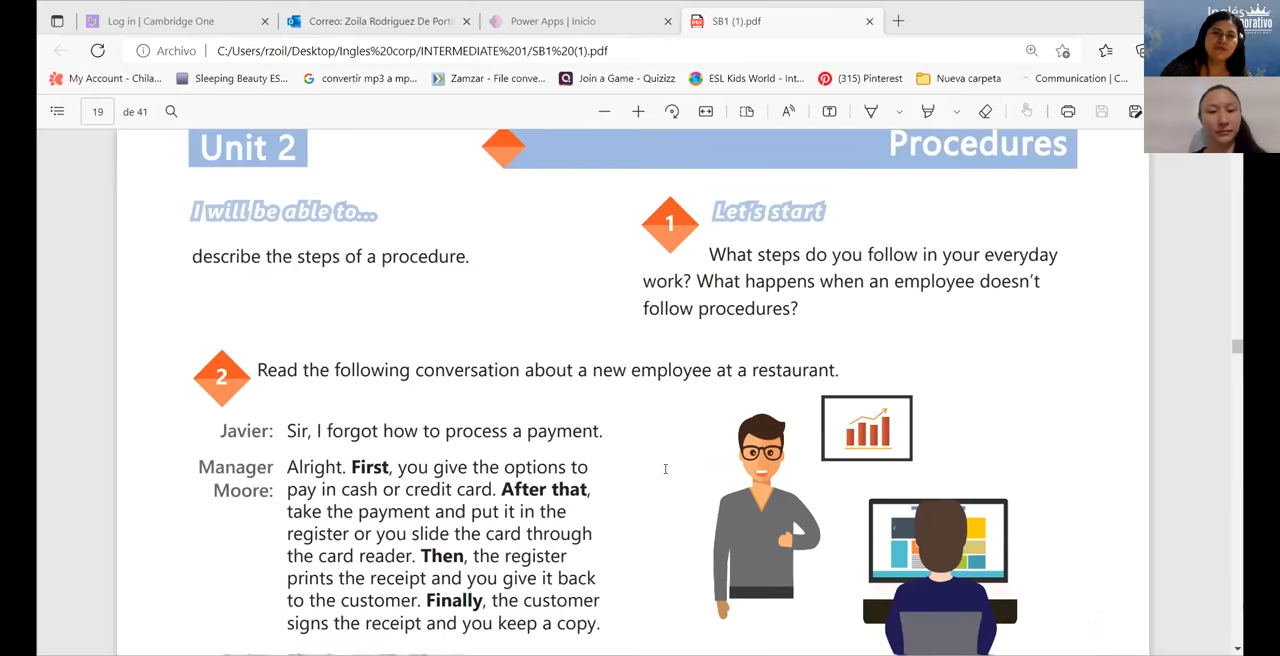 Log in | Cambridge One
Correo: Zoila Rodriguez De Porti
Power Apps | Inicio
SB1 (1).pdf
Inglés
Archivo
C:/Users/rzoil/Desktop/Ingles%20corp/INTERMEDIATE%201/SB1%20(1).pdf
My Account - Chila...
Sleeping Beauty ES...
convertir mp3 a mp...
Zamzar - File conve...
Join a Game - Quizizz
ESL Kids World - Int...
(315) Pinterest
Nueva carpeta
Communication | C...
19 de 41
Unit 2
Procedures
I will be able to...
describe the steps of a procedure.
1
Let's start
What steps do you follow in your everyday
work? What happens when an employee doesn't
follow procedures?
2
Read the following conversation about a new employee at a restaurant.
Javier: Sir, I forgot how to process a payment.
Manager Moore: Alright. First, you give the options to
pay in cash or credit card. After that,
take the payment and put it in the
register or you slide the card through
the card reader. Then, the register
prints the receipt and you give it back
to the customer. Finally, the customer
signs the receipt and you keep a copy.